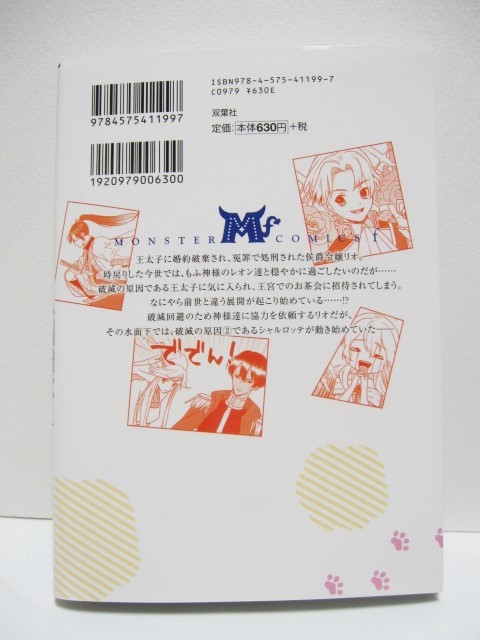 ISBN978-4-575-41199-7
C0979 ¥630E
9784575411997
双葉社
定価:本体630円+税
1920979006300
Mf
MONSTER COMICS f
王太子に婚約破棄され、冤罪で処刑された侯爵令嬢リオ。
時戻りした今世では、もふ神様のレオン達と穏やかに過ごしたいのだが……
破滅の原因である王太子に気に入られ、王宮でのお茶会に招待されてしまう。
なにやら前世と違う展開が起こり始めている……!?
破滅回避のため神様達に協力を依頼するリオだが、
その水面下では、破滅の原因②であるシャルロッテが動き始めていた――
ででん!